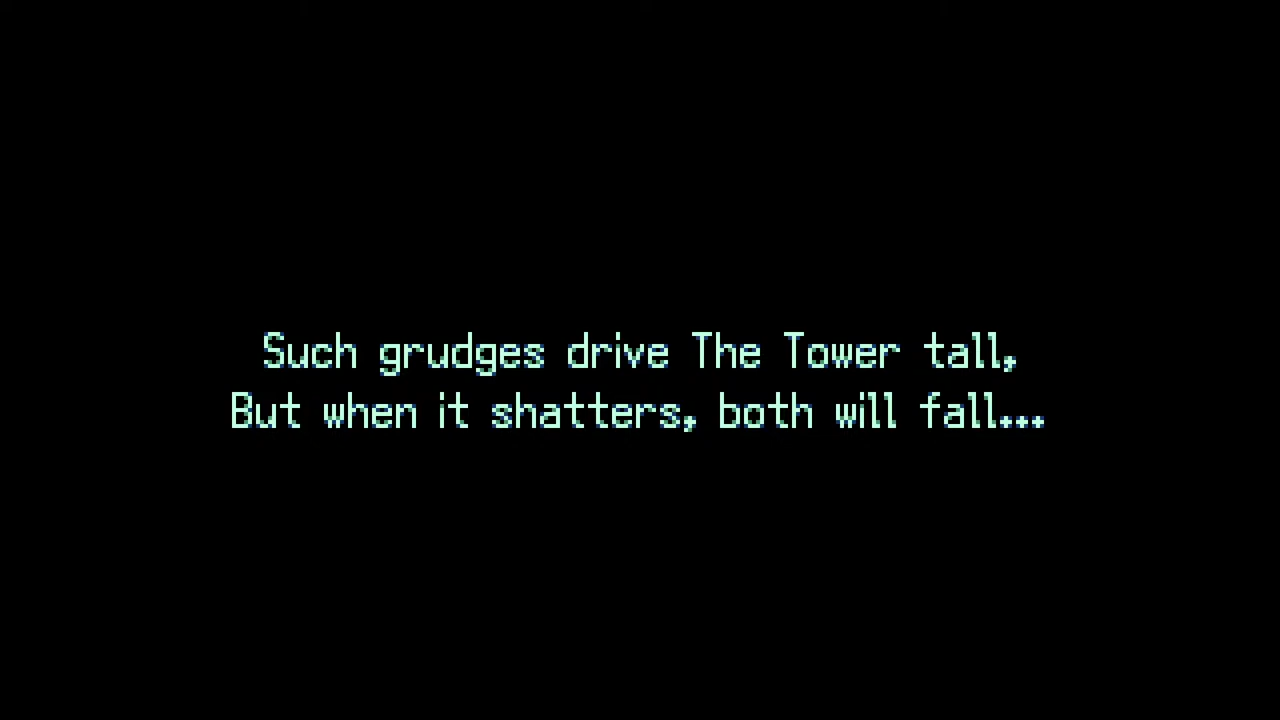 Such grudges drive The Tower tall,
But when it shatters, both will fall...